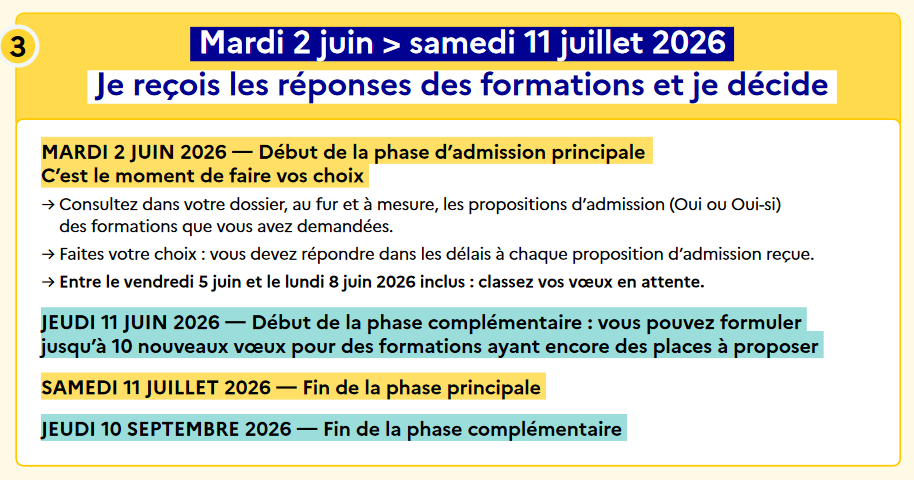 3
Mardi 2 juin > samedi 11 juillet 2026
Je reçois les réponses des formations et je décide
MARDI 2 JUIN 2026 — Début de la phase d’admission principale
C’est le moment de faire vos choix
→ Consultez dans votre dossier, au fur et à mesure, les propositions d’admission (Oui ou Oui-si)
des formations que vous avez demandées.
→ Faites votre choix : vous devez répondre dans les délais à chaque proposition d’admission reçue.
→ Entre le vendredi 5 juin et le lundi 8 juin 2026 inclus : classez vos vœux en attente.
JEUDI 11 JUIN 2026 — Début de la phase complémentaire : vous pouvez formuler
jusqu’à 10 nouveaux vœux pour des formations ayant encore des places à proposer
SAMEDI 11 JUILLET 2026 — Fin de la phase principale
JEUDI 10 SEPTEMBRE 2026 — Fin de la phase complémentaire